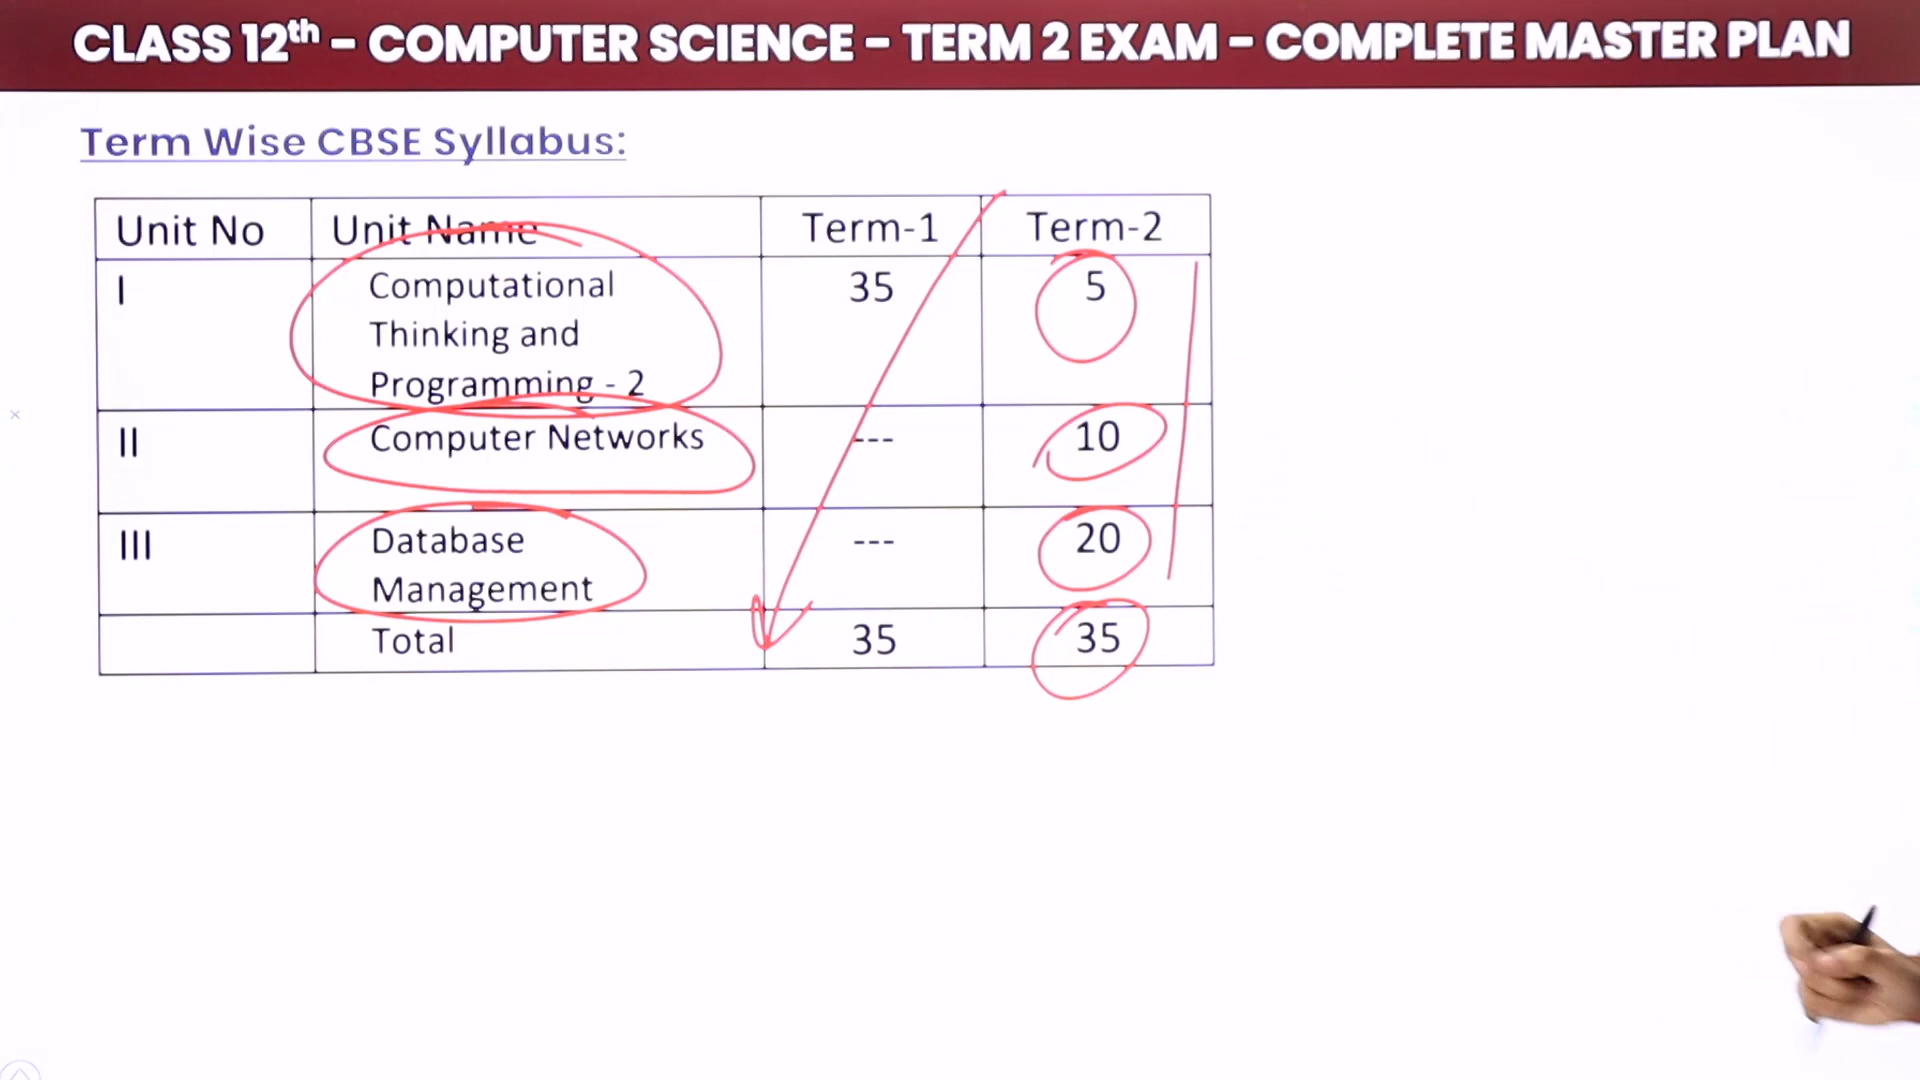 CLASS 12th - COMPUTER SCIENCE - TERM 2 EXAM - COMPLETE MASTER PLAN
Term Wise CBSE Syllabus:
Unit No Unit Name Term-1 Term-2
I Computational Thinking and Programming - 2 35 5
II Computer Networks --- 10
III Database Management --- 20
Total 35 35